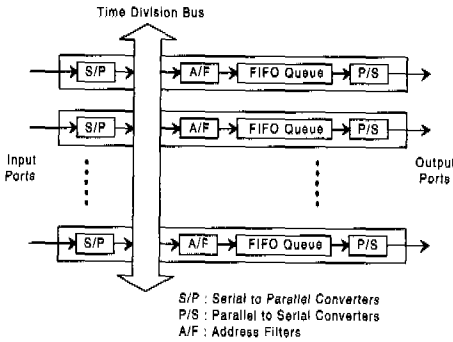 Time Division Bus
S/P A/F FIFO Queue P/S
S/P A/F FIFO Queue P/S
Input Ports
Output Ports
S/P A/F FIFO Queue P/S
S/P : Serial to Parallel Converters
P/S : Parallel to Serial Converters
A/F : Address Filters